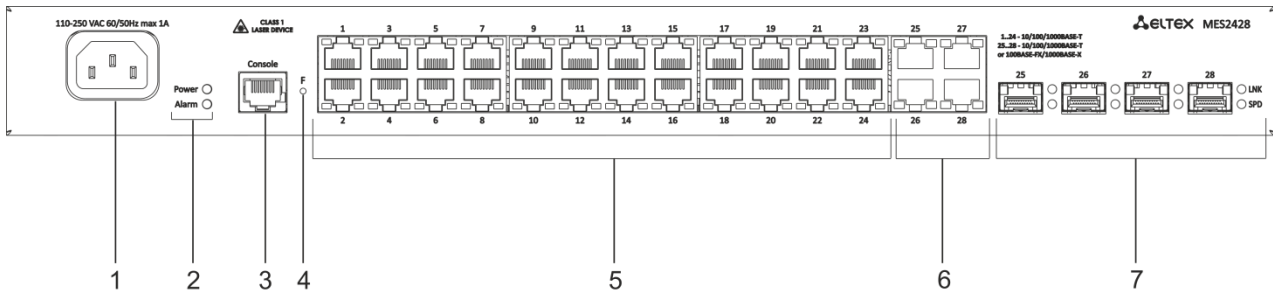 110-250 VAC 60/50Hz max 1A
CLASS 1
LASER DEVICE
ELTEX MES2428
1..24 - 10/100/1000BASE-T
25..28 - 10/100/1000BASE-T
or 100BASE-FX/1000BASE-X
Console
F
Power
Alarm
1 3 5 7 9 11 13 15 17 19 21 23 25 27
2 4 6 8 10 12 14 16 18 20 22 24 26 28
25 26 27 28
LNK
SPD
1 2 3 4 5 6 7